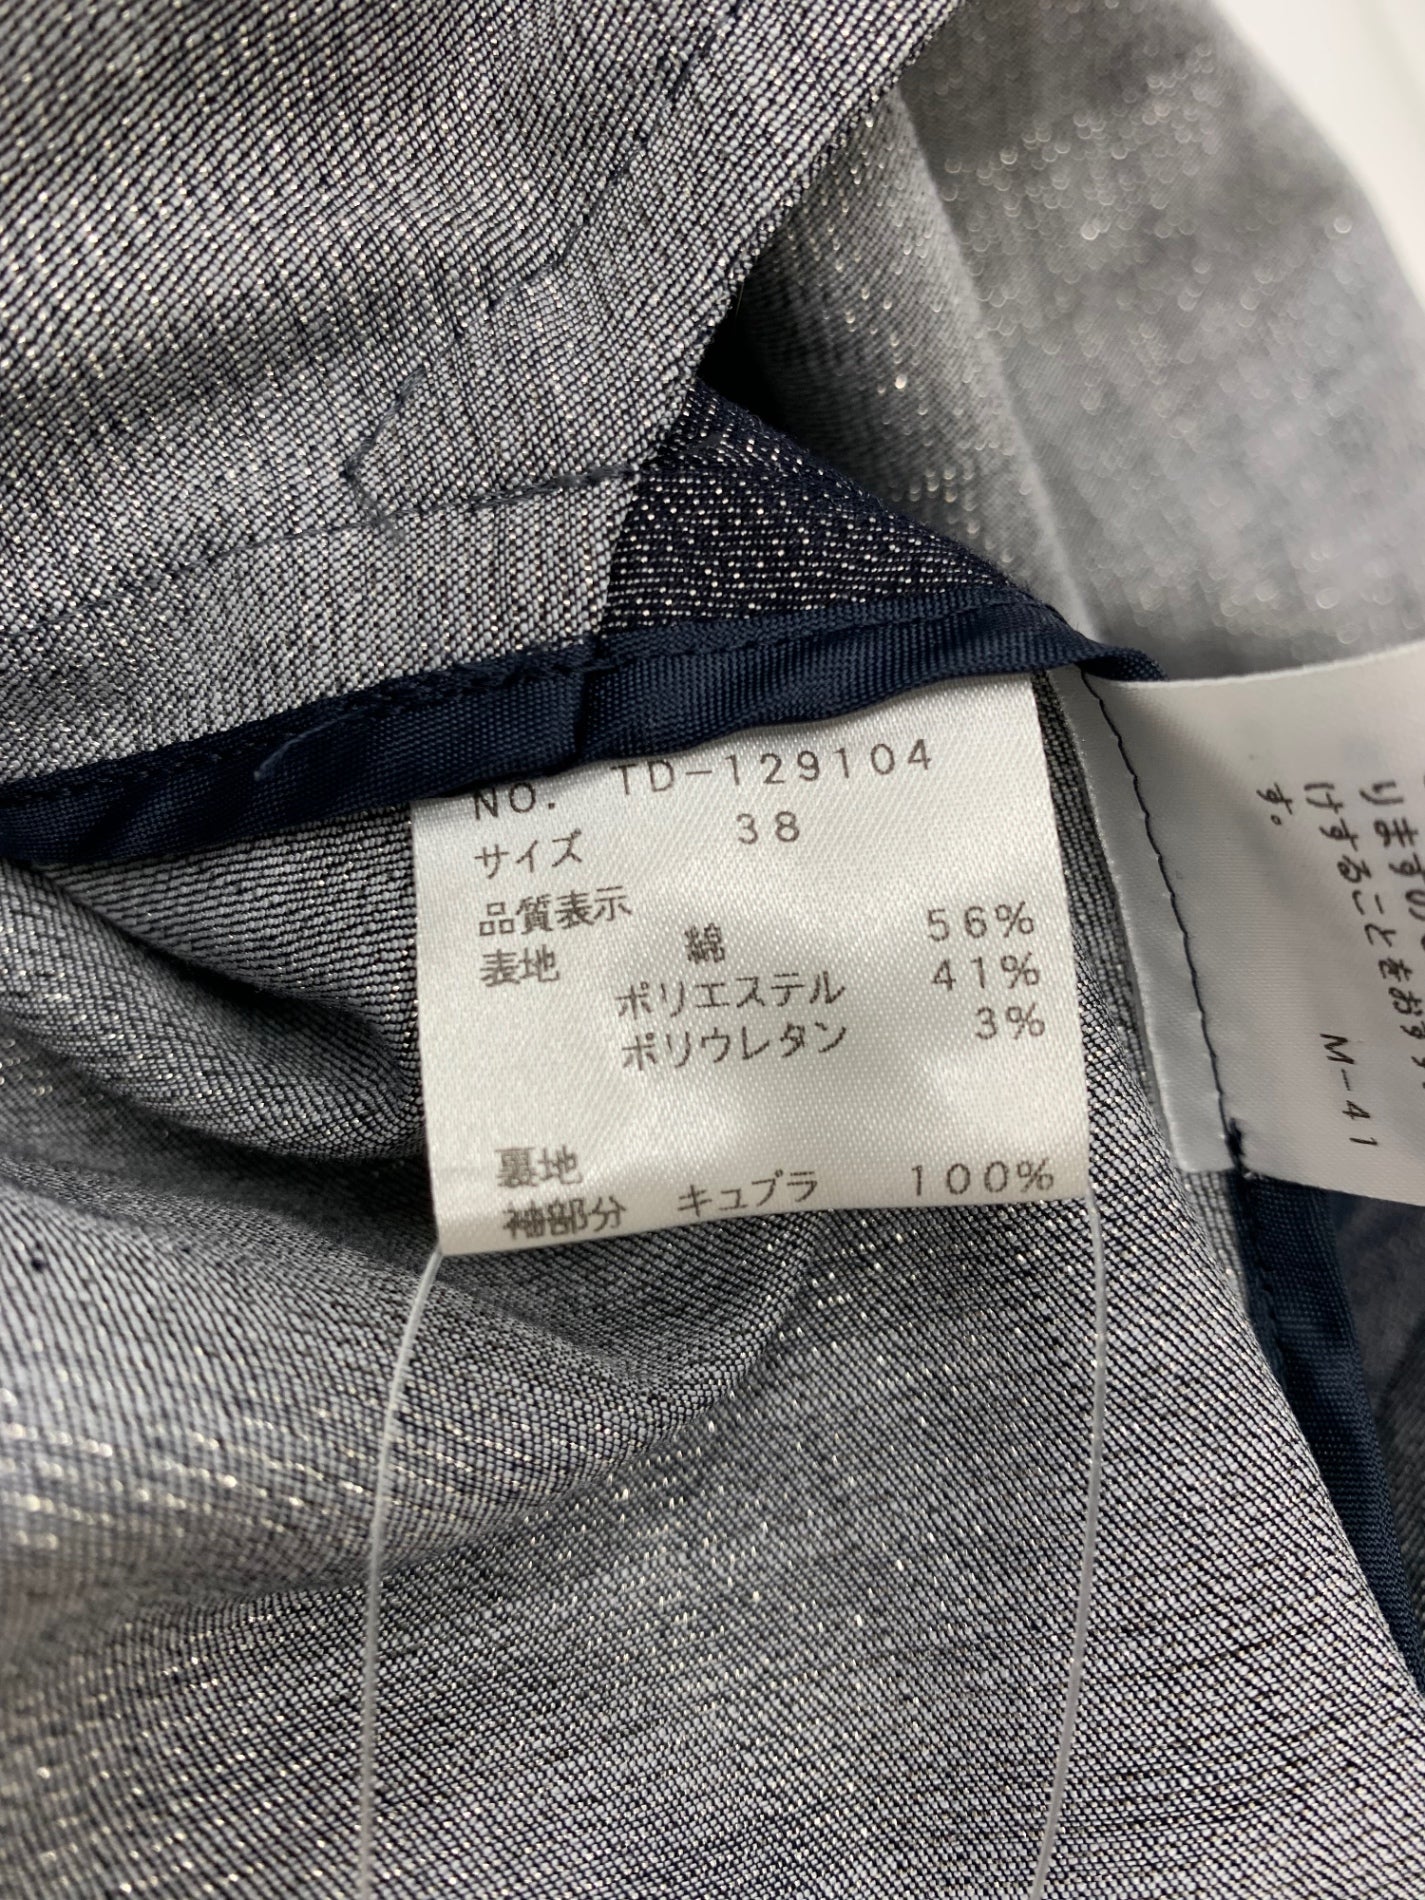 NO. TD-129104
サイズ 38
品質表示
表地 綿 56%
ポリエステル 41%
ポリウレタン 3%
裏地
袖部分 キュプラ 100%
けすることをおすす
す。
M-41